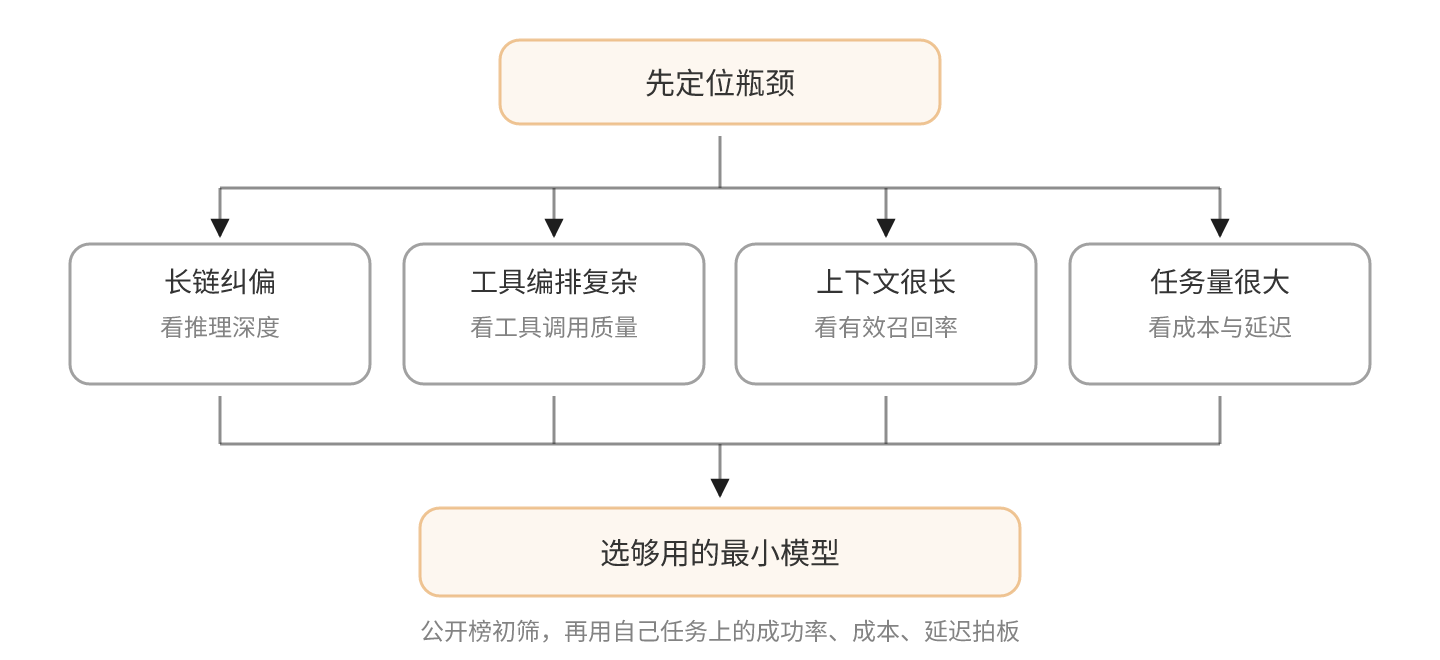 先定位瓶颈
长链纠偏
看推理深度
工具编排复杂
看工具调用质量
上下文很长
看有效召回率
任务量很大
看成本与延迟
选够用的最小模型
公开榜初筛，再用自己任务上的成功率、成本、延迟拍板